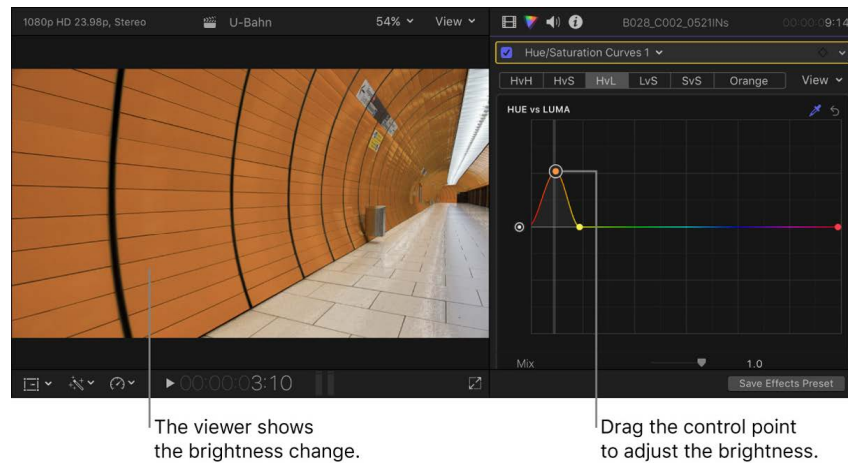 1080p HD 23.98p, Stereo
U-Bahn
54%
View
B028_C002_0521INs
00:00:09:14
Hue/Saturation Curves 1
HvH
HvS
HvL
LvS
SvS
Orange
View
HUE vs LUMA
Mix
1.0
00:00:03:10
Save Effects Preset
The viewer shows
the brightness change.
Drag the control point
to adjust the brightness.